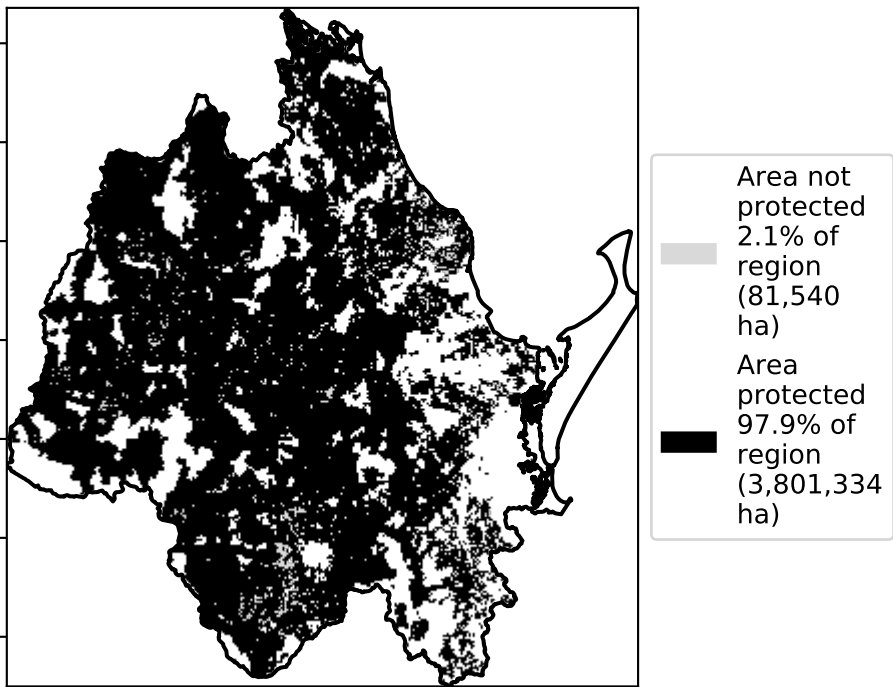 Area not
protected
2.1% of
region
(81,540
ha)
Area
protected
97.9% of
region
(3,801,334
ha)